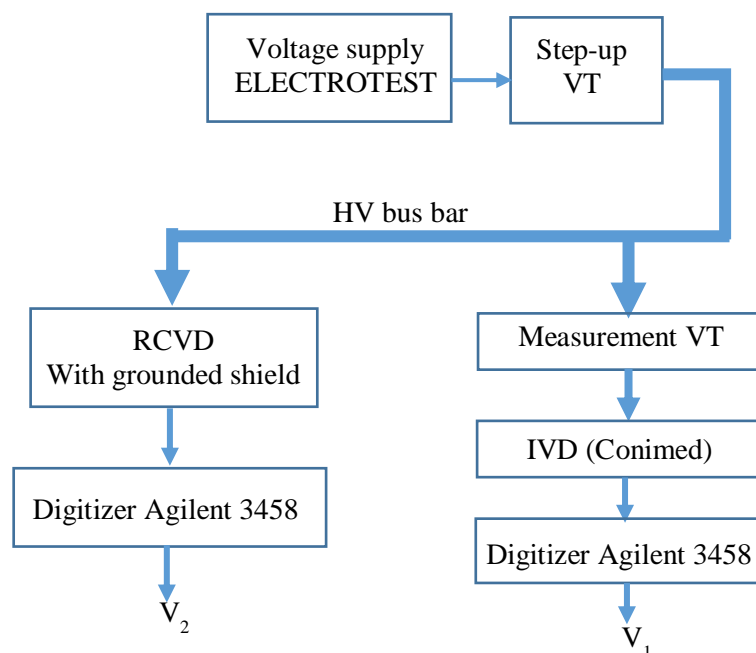 Voltage supply
ELECTROTEST
Step-up
VT
HV bus bar
RCVD
With grounded shield
Measurement VT
IVD (Conimed)
Digitizer Agilent 3458
Digitizer Agilent 3458
V2
V1